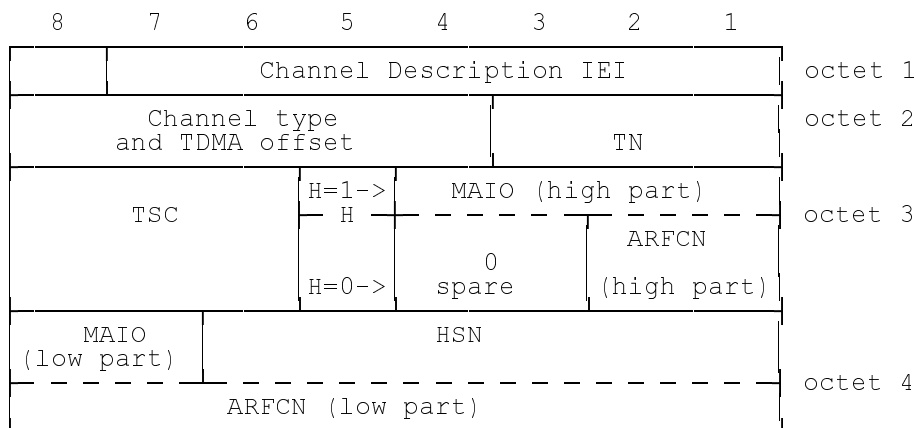 8 7 6 5 4 3 2 1
Channel Description IEI octet 1
Channel type octet 2
and TDMA offset TN
H=1-> MAIO (high part)
TSC H octet 3
ARFCN
0
H=0-> spare (high part)
MAIO HSN
(low part)
octet 4
ARFCN (low part)